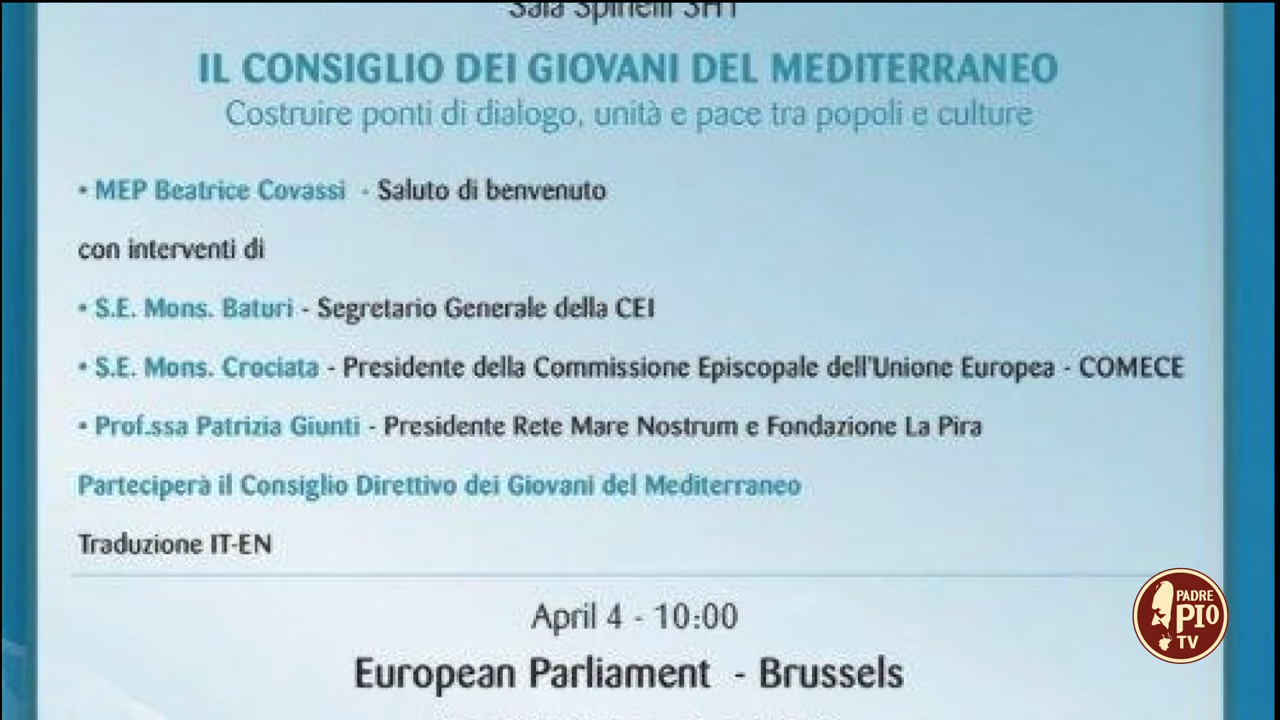 Sala Spinelli 5H1
IL CONSIGLIO DEI GIOVANI DEL MEDITERRANEO
Costruire ponti di dialogo, unità e pace tra popoli e culture
• MEP Beatrice Covassi - Saluto di benvenuto
con interventi di
• S.E. Mons. Baturi - Segretario Generale della CEI
• S.E. Mons. Crociata - Presidente della Commissione Episcopale dell'Unione Europea - COMECE
• Prof.ssa Patrizia Giunti - Presidente Rete Mare Nostrum e Fondazione La Pira
Parteciperà il Consiglio Direttivo dei Giovani del Mediterraneo
Traduzione IT-EN
April 4 - 10:00
European Parliament - Brussels
PADRE
PIO
TV